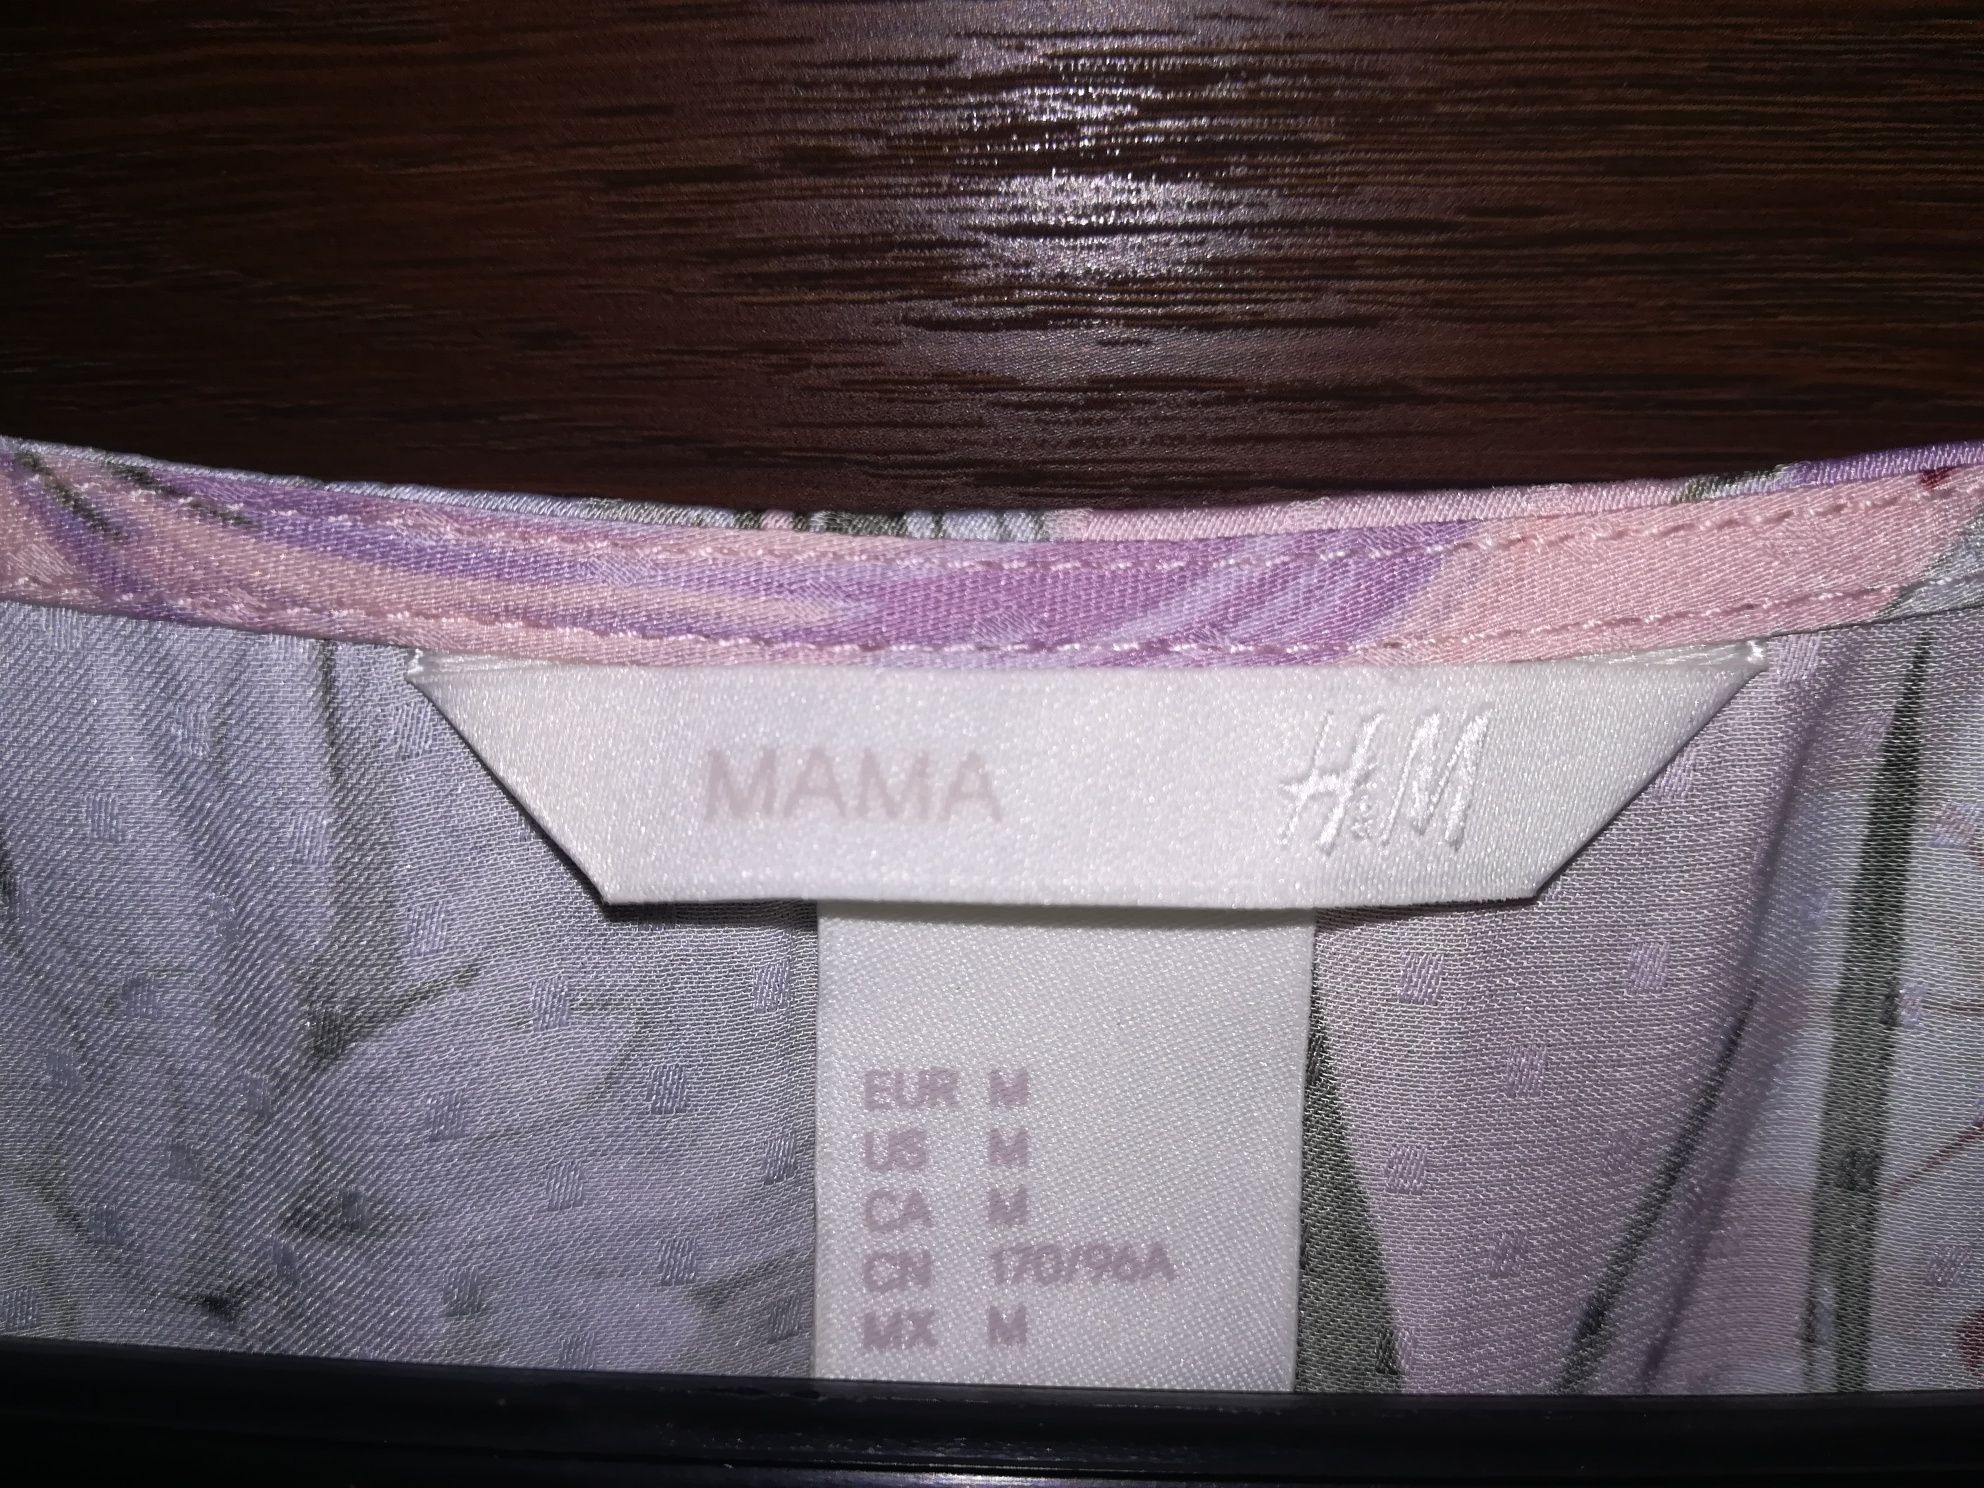 MAMA H&M
EUR M
US M
CA M
CN 170/96A
MX M